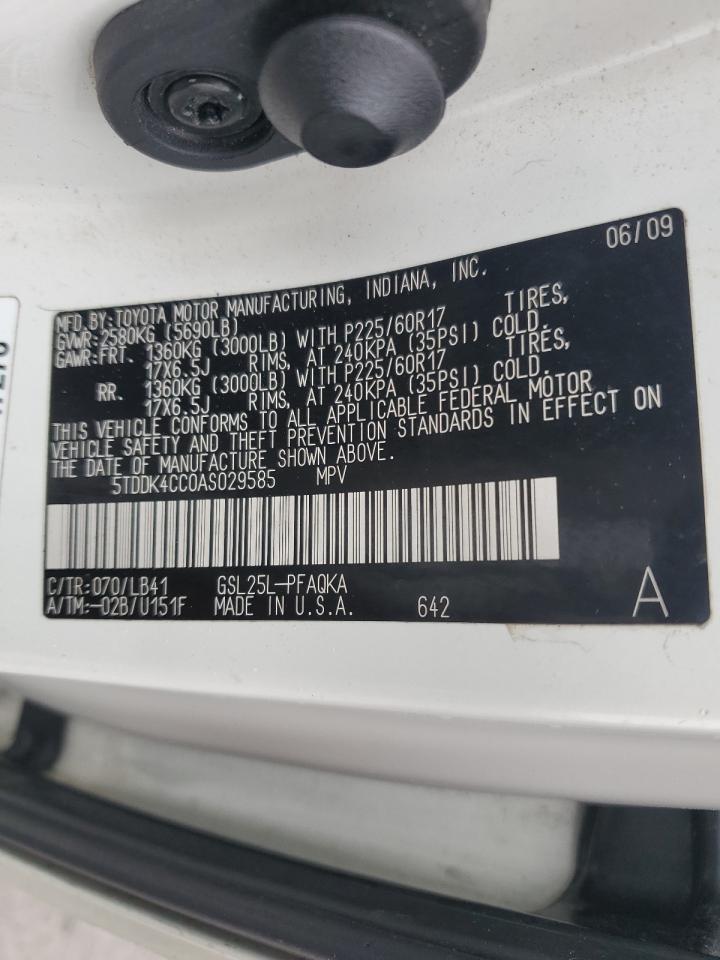 06/09
MFD.BY:TOYOTA MOTOR MANUFACTURING, INDIANA, INC.
GVWR:2580KG (5690LB)
GAWR:FRT. 1360KG (3000LB) WITH P225/60R17 TIRES,
17X6.5J RIMS, AT 240KPA (35PSI) COLD.
RR. 1360KG (3000LB) WITH P225/60R17 TIRES,
17X6.5J RIMS, AT 240KPA (35PSI) COLD.
THIS VEHICLE CONFORMS TO ALL APPLICABLE FEDERAL MOTOR
VEHICLE SAFETY AND THEFT PREVENTION STANDARDS IN EFFECT ON
THE DATE OF MANUFACTURE SHOWN ABOVE.
5TDDK4CC0AS029585 MPV
C/TR:070/LB41 GSL25L-PFAQKA
A/TM:-02B/U151F MADE IN U.S.A. 642 A